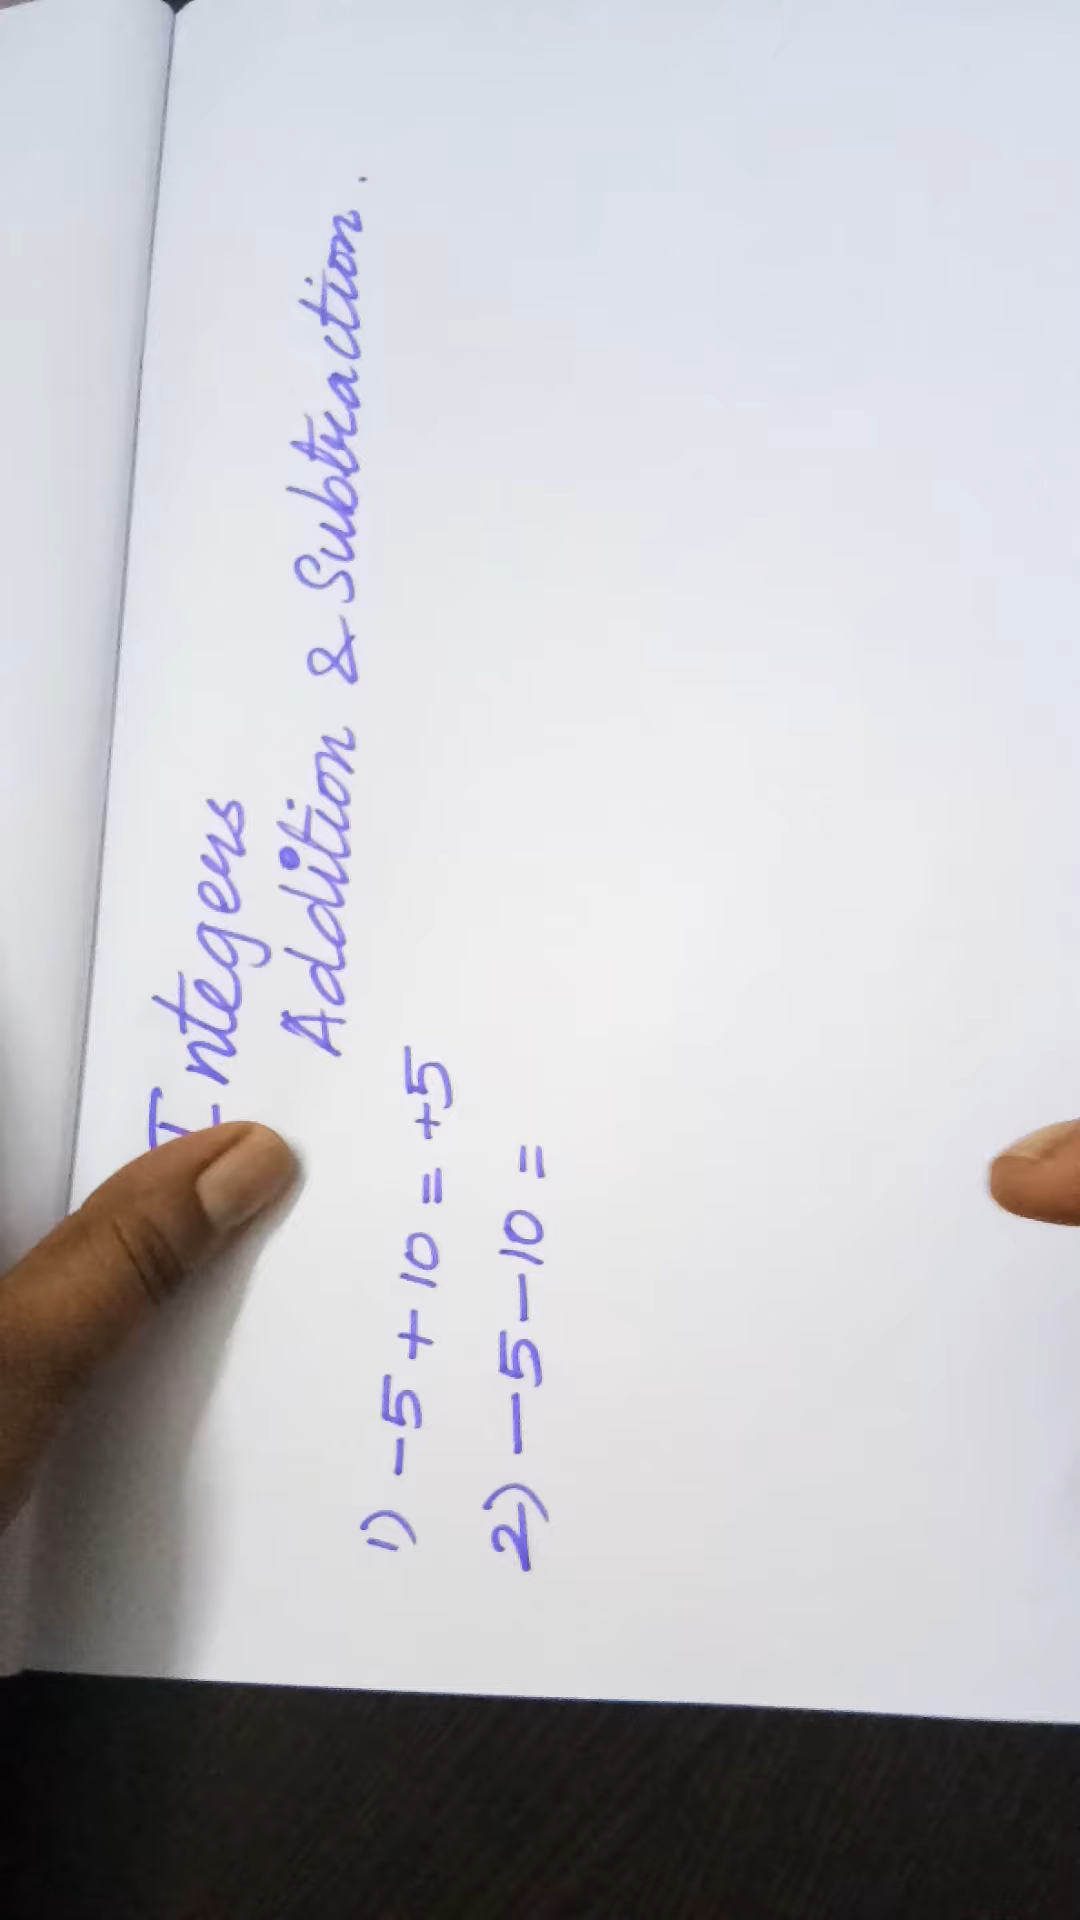 Integers
Addition & Subtraction.
1) -5 + 10 = +5
2) -5 - 10 =